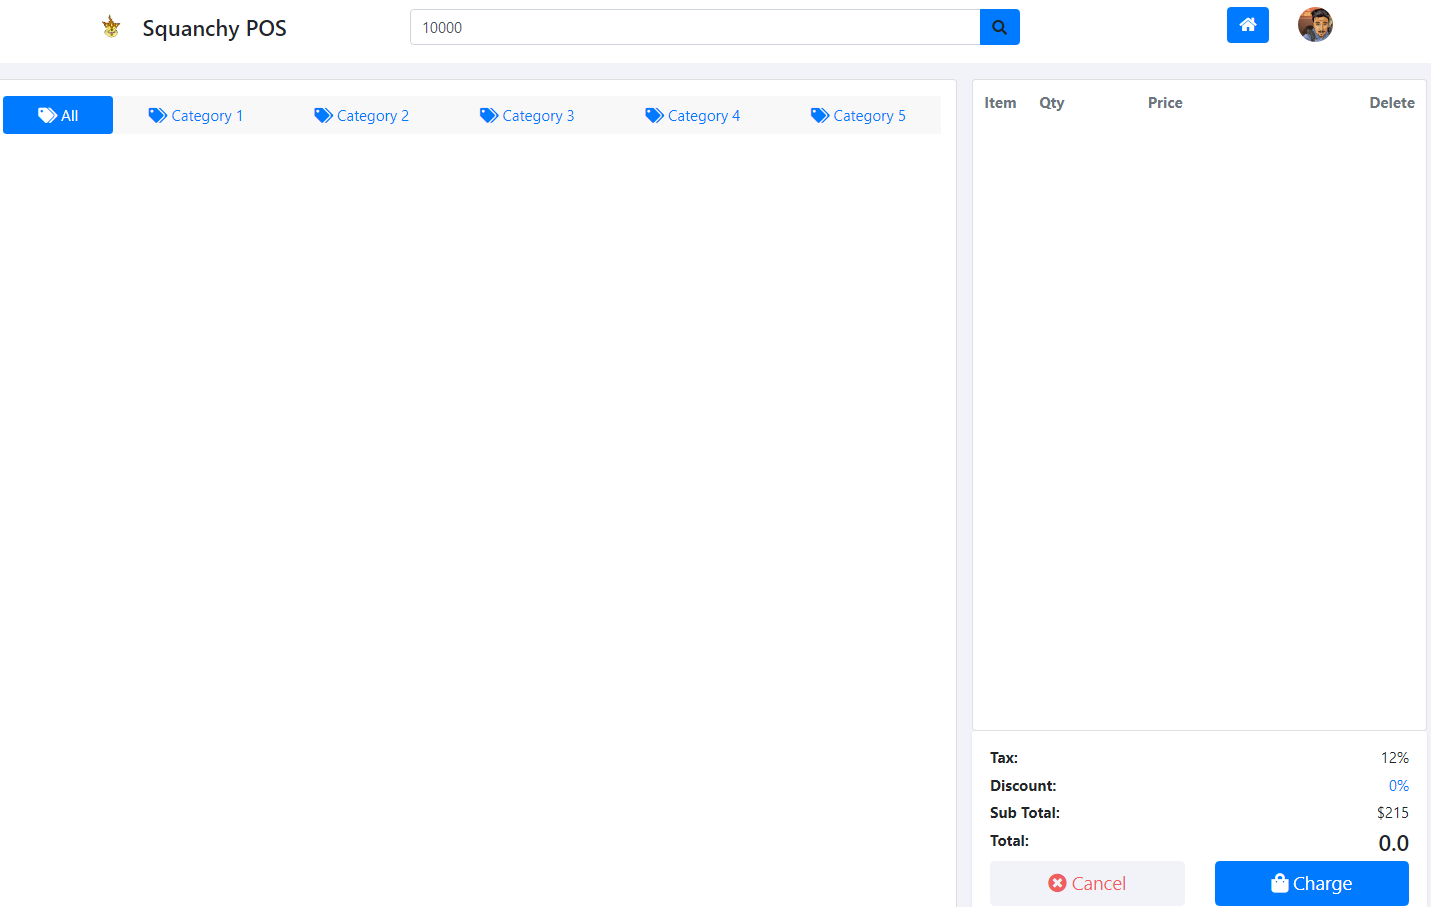 Squanchy POS
10000
All Category 1 Category 2 Category 3 Category 4 Category 5
Item Qty Price Delete
Tax: 12%
Discount: 0%
Sub Total: $215
Total: 0.0
Cancel Charge